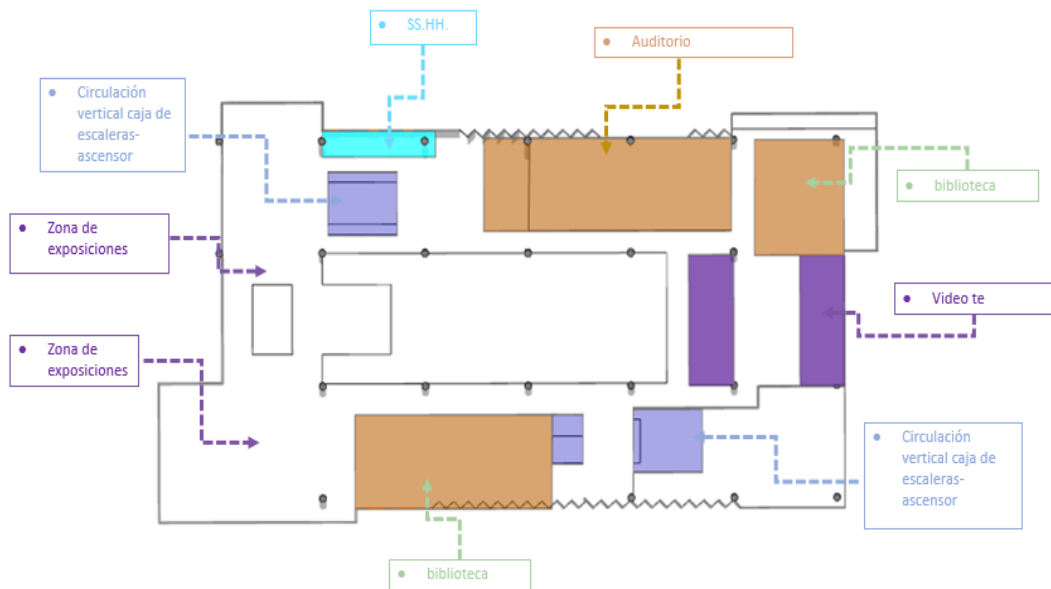 • SS.HH.
• Auditorio
• Circulación
vertical caja de
escaleras-
ascensor
• biblioteca
• Zona de
exposiciones
• Video te
• Zona de
exposiciones
• Circulación
vertical caja de
escaleras-
ascensor
• biblioteca